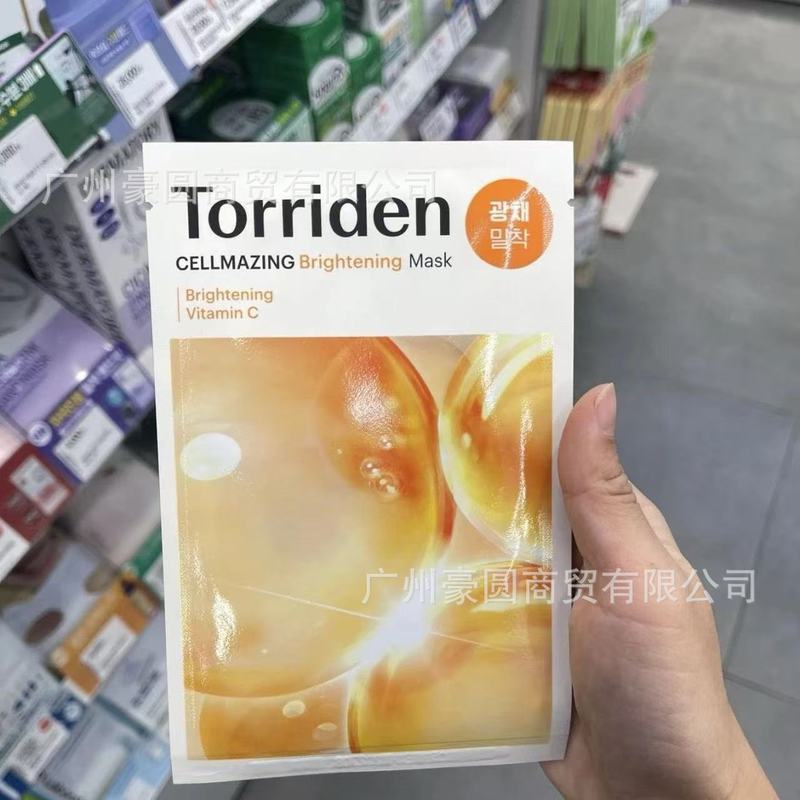 广州豪圆商贸有限公司
Torriden
광채
밀착
CELLMAZING Brightening Mask
Brightening
Vitamin C
广州豪圆商贸有限公司